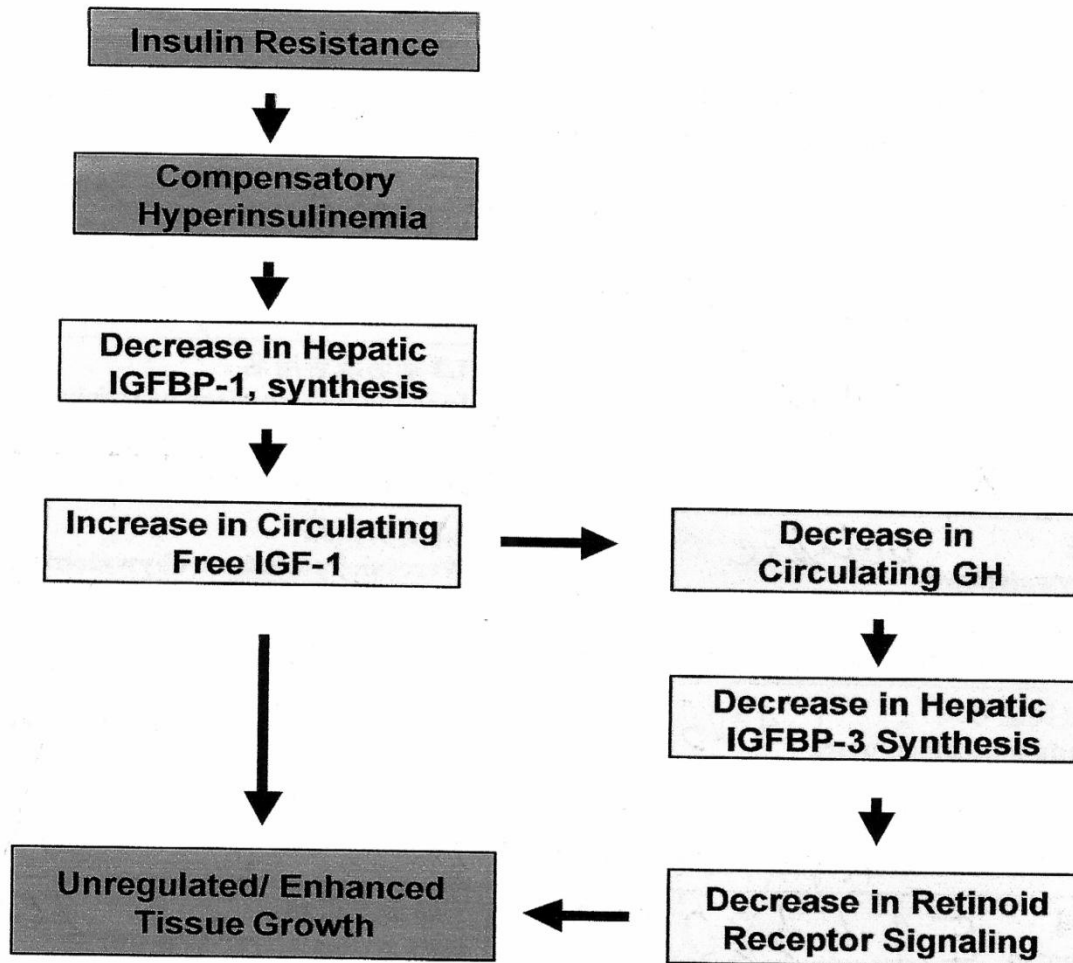 Insulin Resistance
Compensatory
Hyperinsulinemia
Decrease in Hepatic
IGFBP-1, synthesis
Increase in Circulating
Free IGF-1
Decrease in
Circulating GH
Decrease in Hepatic
IGFBP-3 Synthesis
Decrease in Retinoid
Receptor Signaling
Unregulated/ Enhanced
Tissue Growth